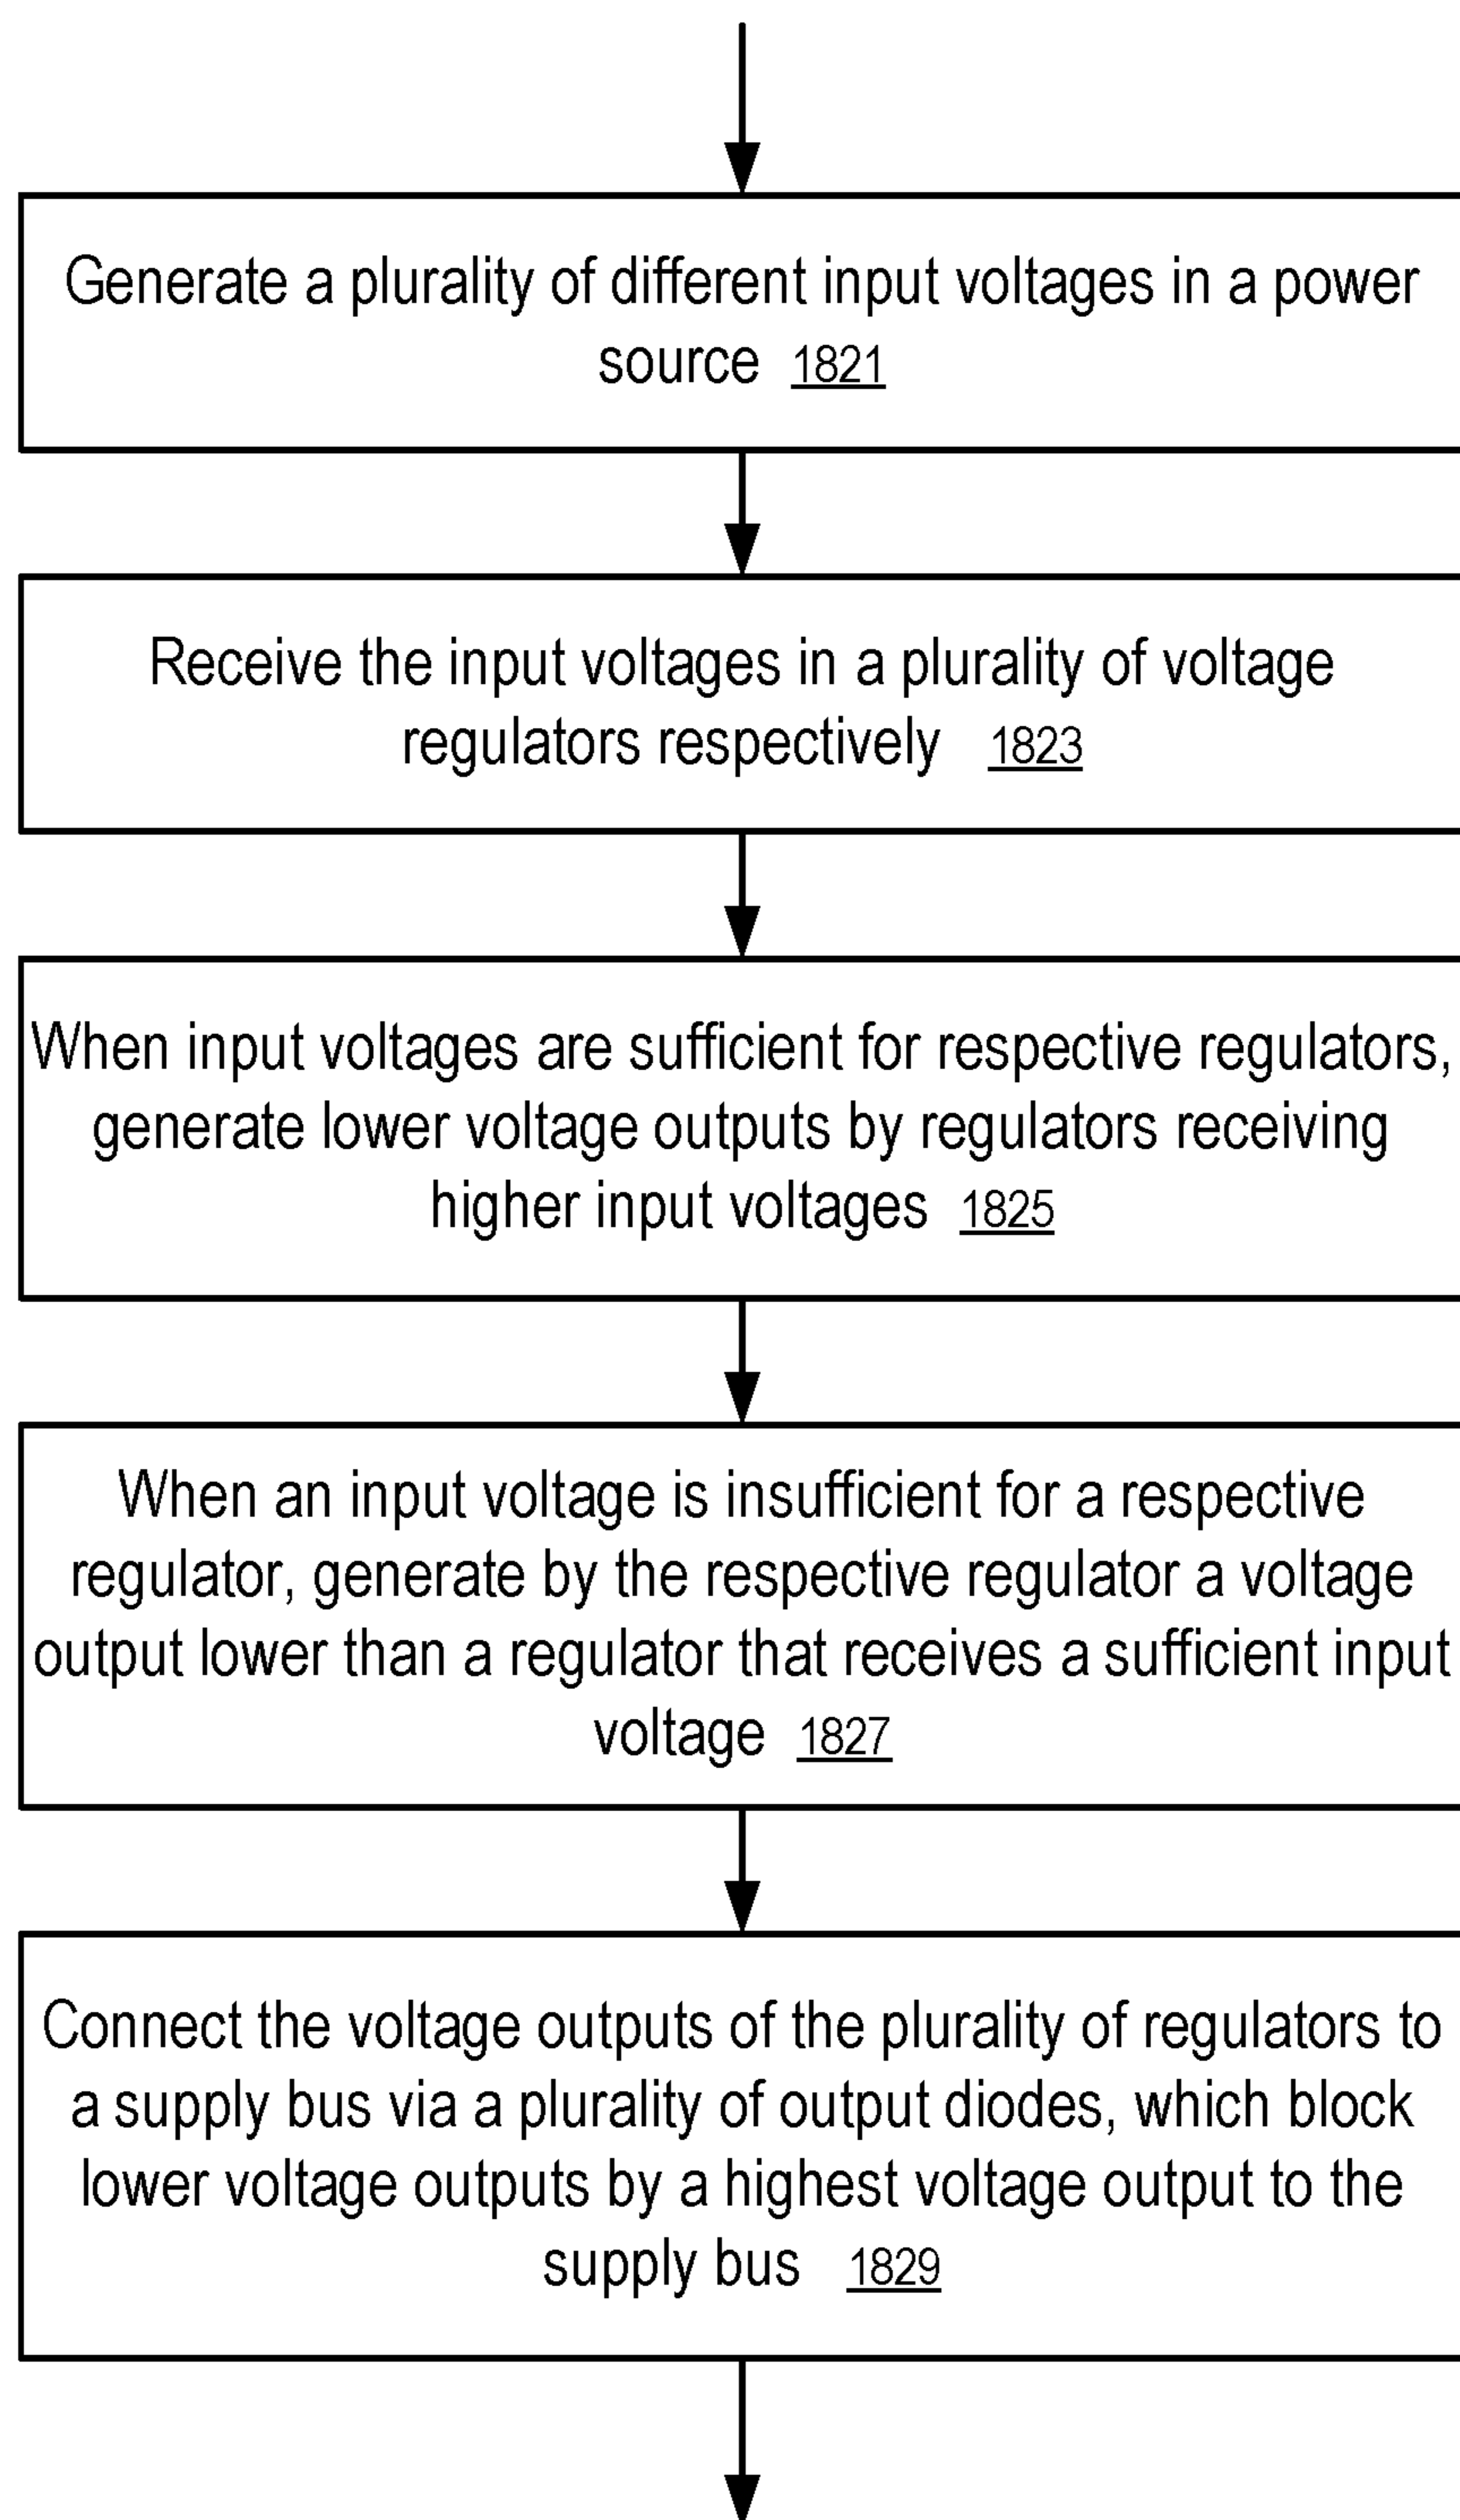 Generate a plurality of different input voltages in a power
source 1821
Receive the input voltages in a plurality of voltage
regulators respectively 1823
When input voltages are sufficient for respective regulators,
generate lower voltage outputs by regulators receiving
higher input voltages 1825
When an input voltage is insufficient for a respective
regulator, generate by the respective regulator a voltage
output lower than a regulator that receives a sufficient input
voltage 1827
Connect the voltage outputs of the plurality of regulators to
a supply bus via a plurality of output diodes, which block
lower voltage outputs by a highest voltage output to the
supply bus 1829